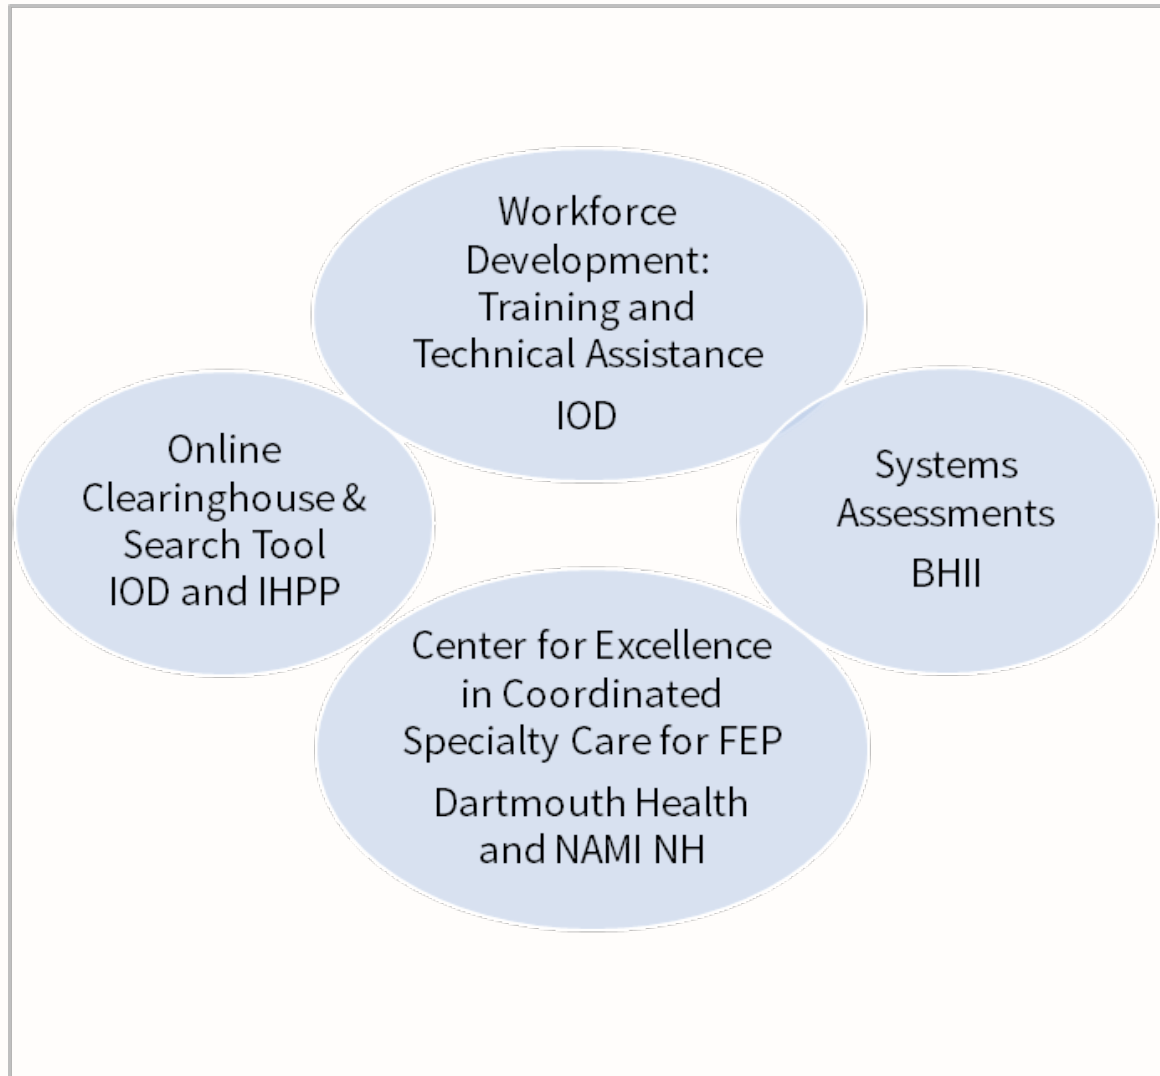 Workforce
Development:
Training and
Technical Assistance
IOD
Online
Clearinghouse &
Search Tool
IOD and IHPP
Systems
Assessments
BHII
Center for Excellence
in Coordinated
Specialty Care for FEP
Dartmouth Health
and NAMI NH